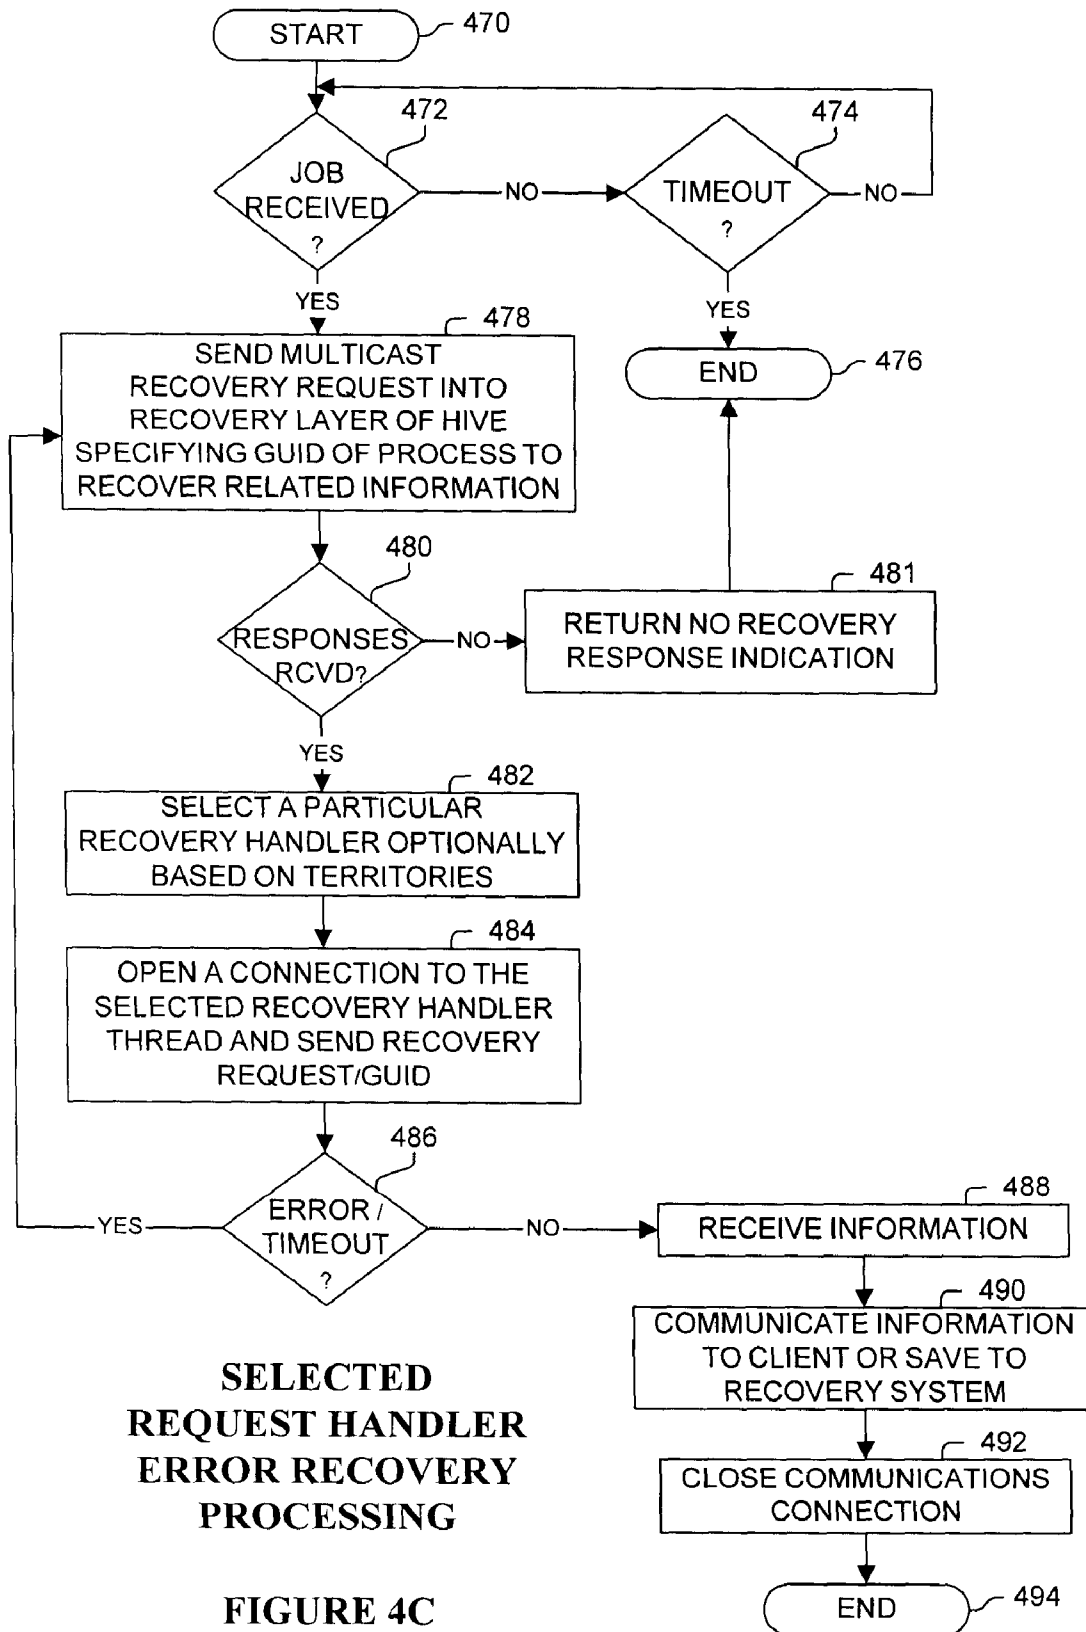 START
470
472
JOB
RECEIVED
?
NO
474
TIMEOUT
?
NO
YES
YES
END
476
478
SEND MULTICAST
RECOVERY REQUEST INTO
RECOVERY LAYER OF HIVE
SPECIFYING GUID OF PROCESS TO
RECOVER RELATED INFORMATION
480
RESPONSES
RCVD?
NO
481
RETURN NO RECOVERY
RESPONSE INDICATION
YES
482
SELECT A PARTICULAR
RECOVERY HANDLER OPTIONALLY
BASED ON TERRITORIES
484
OPEN A CONNECTION TO THE
SELECTED RECOVERY HANDLER
THREAD AND SEND RECOVERY
REQUEST/GUID
486
ERROR /
TIMEOUT
?
YES
NO
488
RECEIVE INFORMATION
490
COMMUNICATE INFORMATION
TO CLIENT OR SAVE TO
RECOVERY SYSTEM
492
CLOSE COMMUNICATIONS
CONNECTION
END
494
SELECTED
REQUEST HANDLER
ERROR RECOVERY
PROCESSING
FIGURE 4C